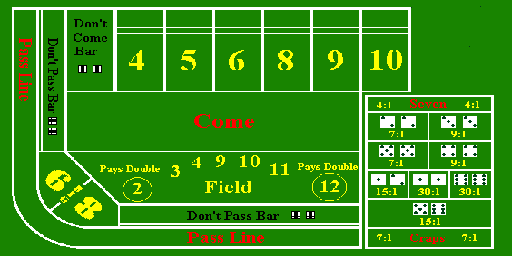 Pass Line
Don't Pass Bar
Don't
Come
Bar
4 5 6 8 9 10
Come
4:1 Seven 4:1
7:1 9:1
7:1 9:1
15:1 30:1 30:1
15:1
7:1 Craps 7:1
Pays Double 3 4 9 10 11 Pays Double
2 Field 12
6 8
Don't Pass Bar
Pass Line